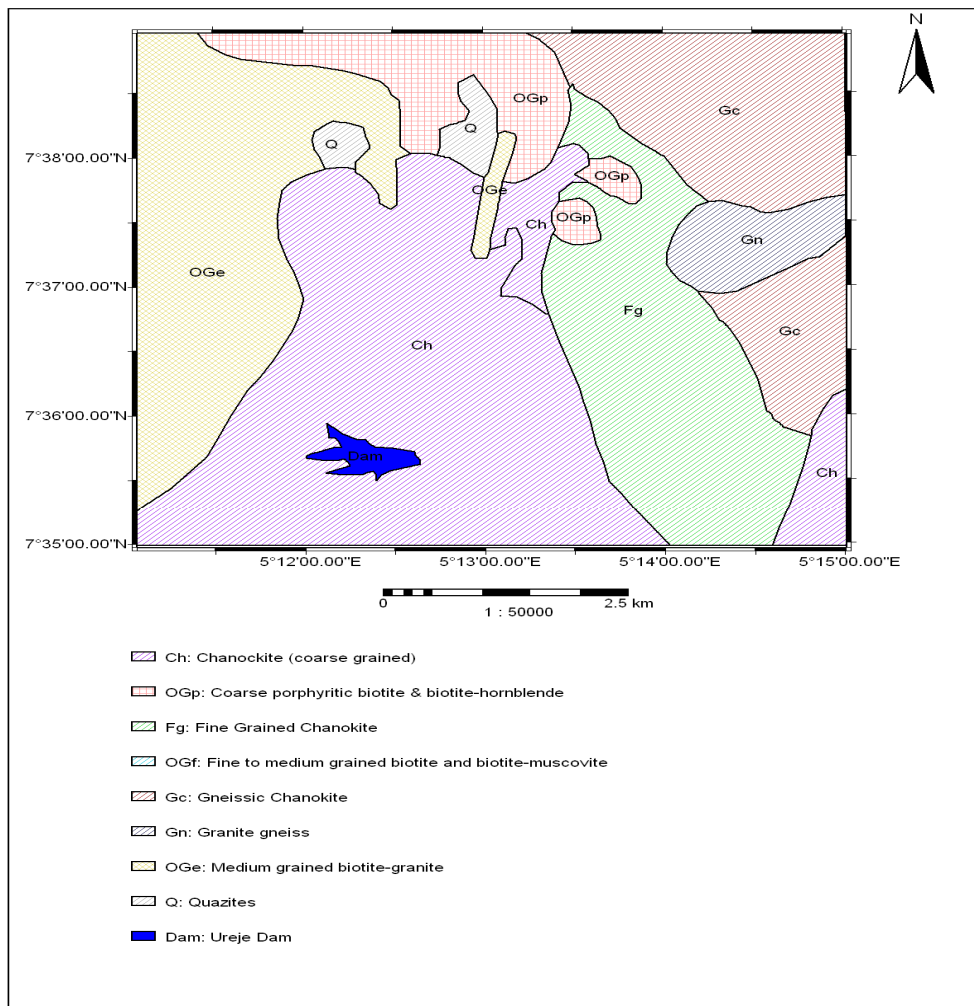 N
OGp
Gc
Q
Q
7°38'00.00"N
OGp
OGe
OGp
Ch
Gn
OGe
7°37'00.00"N
Fg
Gc
Ch
7°36'00.00"N
Dam
Ch
7°35'00.00"N
5°12'00.00"E 5°13'00.00"E 5°14'00.00"E 5°15'00.00"E
0 2.5 km
1 : 50000
Ch: Chanockite (coarse grained)
OGp: Coarse porphyritic biotite & biotite-hornblende
Fg: Fine Grained Chanokite
OGf: Fine to medium grained biotite and biotite-muscovite
Gc: Gneissic Chanokite
Gn: Granite gneiss
OGe: Medium grained biotite-granite
Q: Quazites
Dam: Ureje Dam